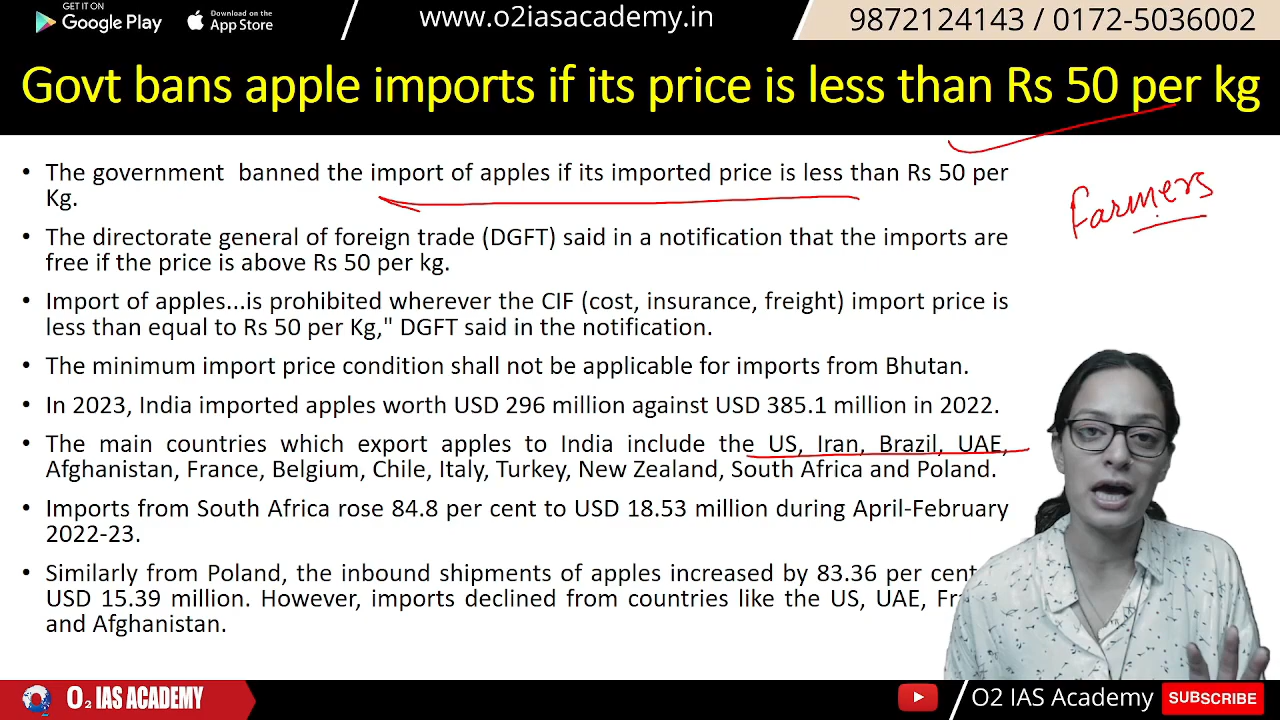 GET IT ON
Google Play
Download on the
App Store
www.o2iasacademy.in
9872124143 / 0172-5036002
Govt bans apple imports if its price is less than Rs 50 per kg
• The government banned the import of apples if its imported price is less than Rs 50 per
Kg.
Farmers
• The directorate general of foreign trade (DGFT) said in a notification that the imports are
free if the price is above Rs 50 per kg.
• Import of apples...is prohibited wherever the CIF (cost, insurance, freight) import price is
less than equal to Rs 50 per Kg," DGFT said in the notification.
• The minimum import price condition shall not be applicable for imports from Bhutan.
• In 2023, India imported apples worth USD 296 million against USD 385.1 million in 2022.
• The main countries which export apples to India include the US, Iran, Brazil, UAE,
Afghanistan, France, Belgium, Chile, Italy, Turkey, New Zealand, South Africa and Poland.
• Imports from South Africa rose 84.8 per cent to USD 18.53 million during April-February
2022-23.
• Similarly from Poland, the inbound shipments of apples increased by 83.36 per cent
USD 15.39 million. However, imports declined from countries like the US, UAE,
and Afghanistan.
O2 IAS ACADEMY
O2 IAS Academy
SUBSCRIBE